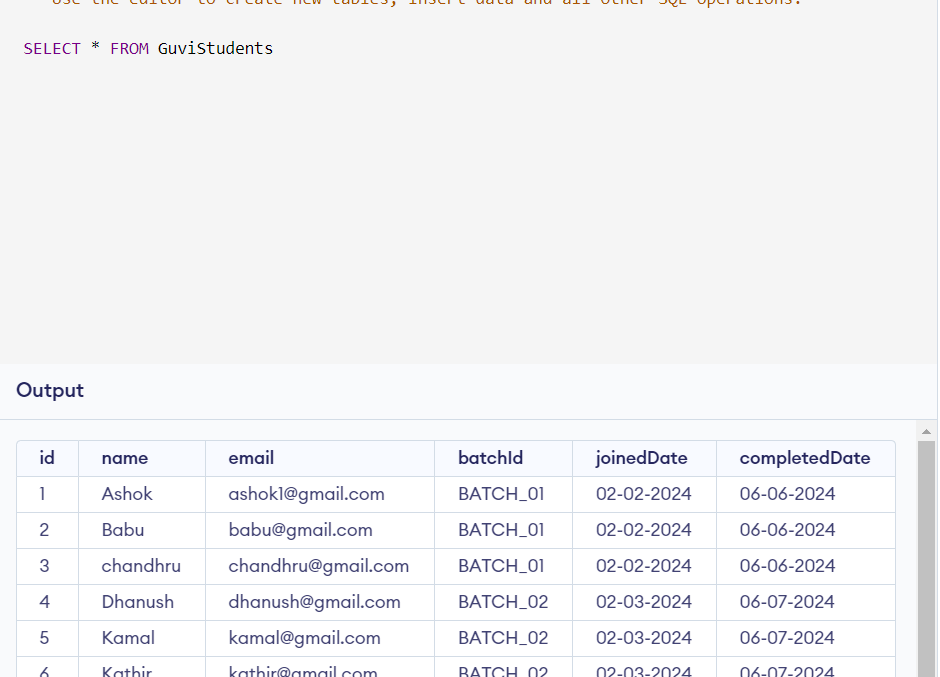 Use the editor to create new tables, insert data and all other SQL operations.
SELECT * FROM GuviStudents
Output
id name email batchId joinedDate completedDate
1 Ashok ashok1@gmail.com BATCH_01 02-02-2024 06-06-2024
2 Babu babu@gmail.com BATCH_01 02-02-2024 06-06-2024
3 chandhru chandhru@gmail.com BATCH_01 02-02-2024 06-06-2024
4 Dhanush dhanush@gmail.com BATCH_02 02-03-2024 06-07-2024
5 Kamal kamal@gmail.com BATCH_02 02-03-2024 06-07-2024
6 Kathir kathir@gmail.com BATCH_02 02-03-2024 06-07-2024